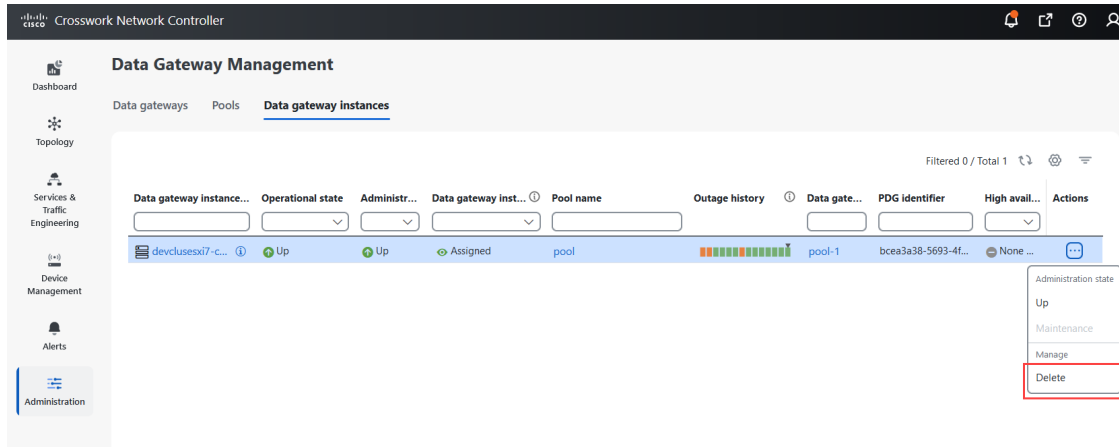 cisco Crosswork Network Controller
Dashboard
Topology
Services &
Traffic
Engineering
Device
Management
Alerts
Administration
Data Gateway Management
Data gateways Pools Data gateway instances
Filtered 0 / Total 1
Data gateway instance... Operational state Administr... Data gateway inst... Pool name Outage history Data gate... PDG identifier High avail... Actions
devclusesxi7-c... Up Up Assigned pool pool-1 bcea3a38-5693-4f... None ...
Administration state
Up
Maintenance
Manage
Delete